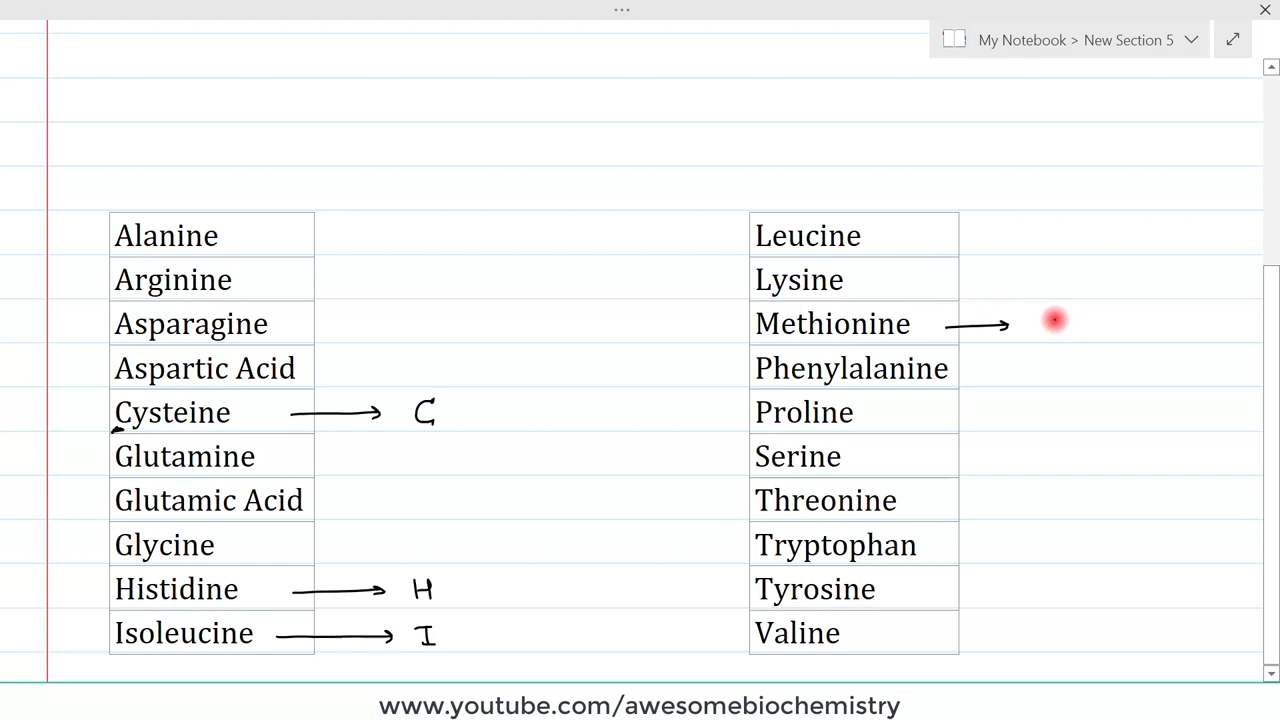 My Notebook > New Section 5
Alanine
Arginine
Asparagine
Aspartic Acid
Cysteine → C
Glutamine
Glutamic Acid
Glycine
Histidine → H
Isoleucine → I
Leucine
Lysine
Methionine →
Phenylalanine
Proline
Serine
Threonine
Tryptophan
Tyrosine
Valine
www.youtube.com/awesomebiochemistry